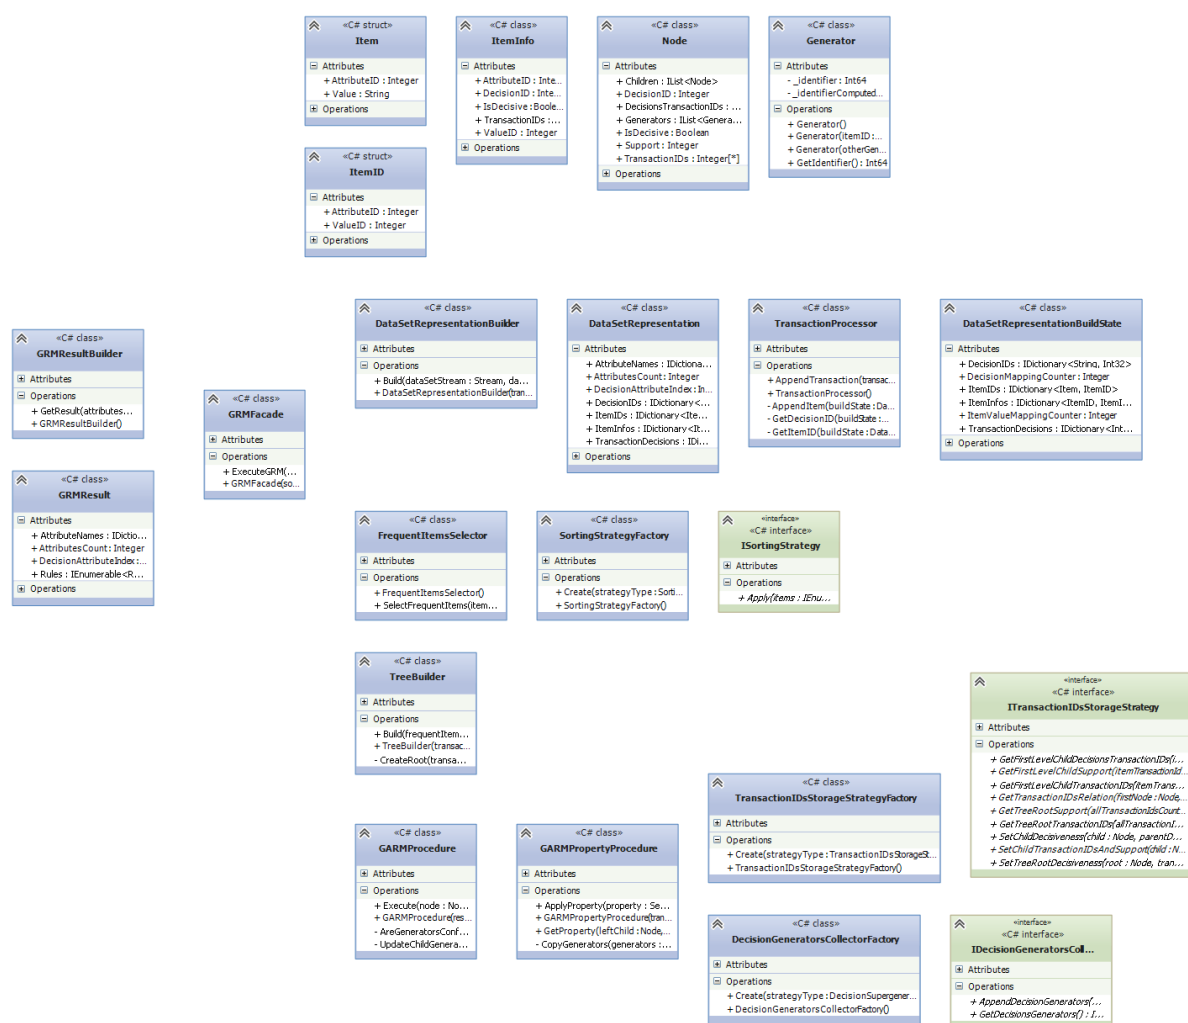 «C# struct»
Item
Attributes
+ AttributeID : Integer
+ Value : String
Operations
«C# class»
ItemInfo
Attributes
+ AttributeID : Inte...
+ DecisionID : Inte...
+ IsDecisive : Boole...
+ TransactionIDs : ...
+ ValueID : Integer
Operations
«C# class»
Node
Attributes
+ Children : IList<Node>
+ DecisionID : Integer
+ DecisionsTransactionIDs : ...
+ Generators : IList<Genera...
+ IsDecisive : Boolean
+ Support : Integer
+ TransactionIDs : Integer[*]
Operations
«C# class»
Generator
Attributes
- _identifier : Int64
- _identifierComputed...
Operations
+ Generator()
+ Generator(itemID : ...
+ Generator(otherGen...
+ GetIdentifier() : Int64
«C# struct»
ItemID
Attributes
+ AttributeID : Integer
+ ValueID : Integer
Operations
«C# class»
GRMResultBuilder
Attributes
Operations
+ GetResult(attributes...
+ GRMResultBuilder()
«C# class»
GRMResult
Attributes
+ AttributeNames : IDictio...
+ AttributesCount : Integer
+ DecisionAttributeIndex : ...
+ Rules : IEnumerable<R...
Operations
«C# class»
GRMFacade
Attributes
Operations
+ ExecuteGRM(...
+ GRMFacade(so...
«C# class»
DataSetRepresentationBuilder
Attributes
Operations
+ Build(dataSetStream : Stream, da...
+ DataSetRepresentationBuilder(tran...
«C# class»
DataSetRepresentation
Attributes
+ AttributeNames : IDictiona...
+ AttributesCount : Integer
+ DecisionAttributeIndex : In...
+ DecisionIDs : IDictionary<...
+ ItemIDs : IDictionary<Ite...
+ ItemInfos : IDictionary<It...
+ TransactionDecisions : IDi...
Operations
«C# class»
TransactionProcessor
Attributes
Operations
+ AppendTransaction(transac...
+ TransactionProcessor()
- AppendItem(buildState : Da...
- GetDecisionID(buildState : ...
- GetItemID(buildState : Data...
«C# class»
DataSetRepresentationBuildState
Attributes
+ DecisionIDs : IDictionary<String, Int32>
+ DecisionMappingCounter : Integer
+ ItemIDs : IDictionary<Item, ItemID>
+ ItemInfos : IDictionary<ItemID, ItemI...
+ ItemValueMappingCounter : Integer
+ TransactionDecisions : IDictionary<Int...
Operations
«C# class»
FrequentItemsSelector
Attributes
Operations
+ FrequentItemsSelector()
+ SelectFrequentItems(item...
«C# class»
SortingStrategyFactory
Attributes
Operations
+ Create(strategyType : Sorti...
+ SortingStrategyFactory()
«interface»
«C# interface»
ISortingStrategy
Attributes
Operations
+ Apply(items : IEnu...
«C# class»
TreeBuilder
Attributes
Operations
+ Build(frequentItem...
+ TreeBuilder(transac...
- CreateRoot(transa...
«interface»
«C# interface»
ITransactionIDsStorageStrategy
Attributes
Operations
+ GetFirstLevelChildDecisionsTransactionIDs(i...
+ GetFirstLevelChildSupport(itemTransactionId...
+ GetFirstLevelChildTransactionIDs(itemTrans...
+ GetTransactionIDsRelation(firstNode : Node,...
+ GetTreeRootSupport(allTransactionIdsCount...
+ GetTreeRootTransactionIDs(allTransactionI...
+ SetChildDecisiveness(child : Node, parentD...
+ SetChildTransactionIDsAndSupport(child : N...
+ SetTreeRootDecisiveness(root : Node, tran...
«C# class»
TransactionIDsStorageStrategyFactory
Attributes
Operations
+ Create(strategyType : TransactionIDsStorageSt...
+ TransactionIDsStorageStrategyFactory()
«C# class»
GARMProcedure
Attributes
Operations
+ Execute(node : No...
+ GARMProcedure(res...
- AreGeneratorsConf...
- UpdateChildGenera...
«C# class»
GARMPropertyProcedure
Attributes
Operations
+ ApplyProperty(property : Se...
+ GARMPropertyProcedure(tran...
+ GetProperty(leftChild : Node,...
- CopyGenerators(generators : ...
«C# class»
DecisionGeneratorsCollectorFactory
Attributes
Operations
+ Create(strategyType : DecisionSupergener...
+ DecisionGeneratorsCollectorFactory()
«interface»
«C# interface»
IDecisionGeneratorsColl...
Attributes
Operations
+ AppendDecisionGenerators(...
+ GetDecisionsGenerators() : I...